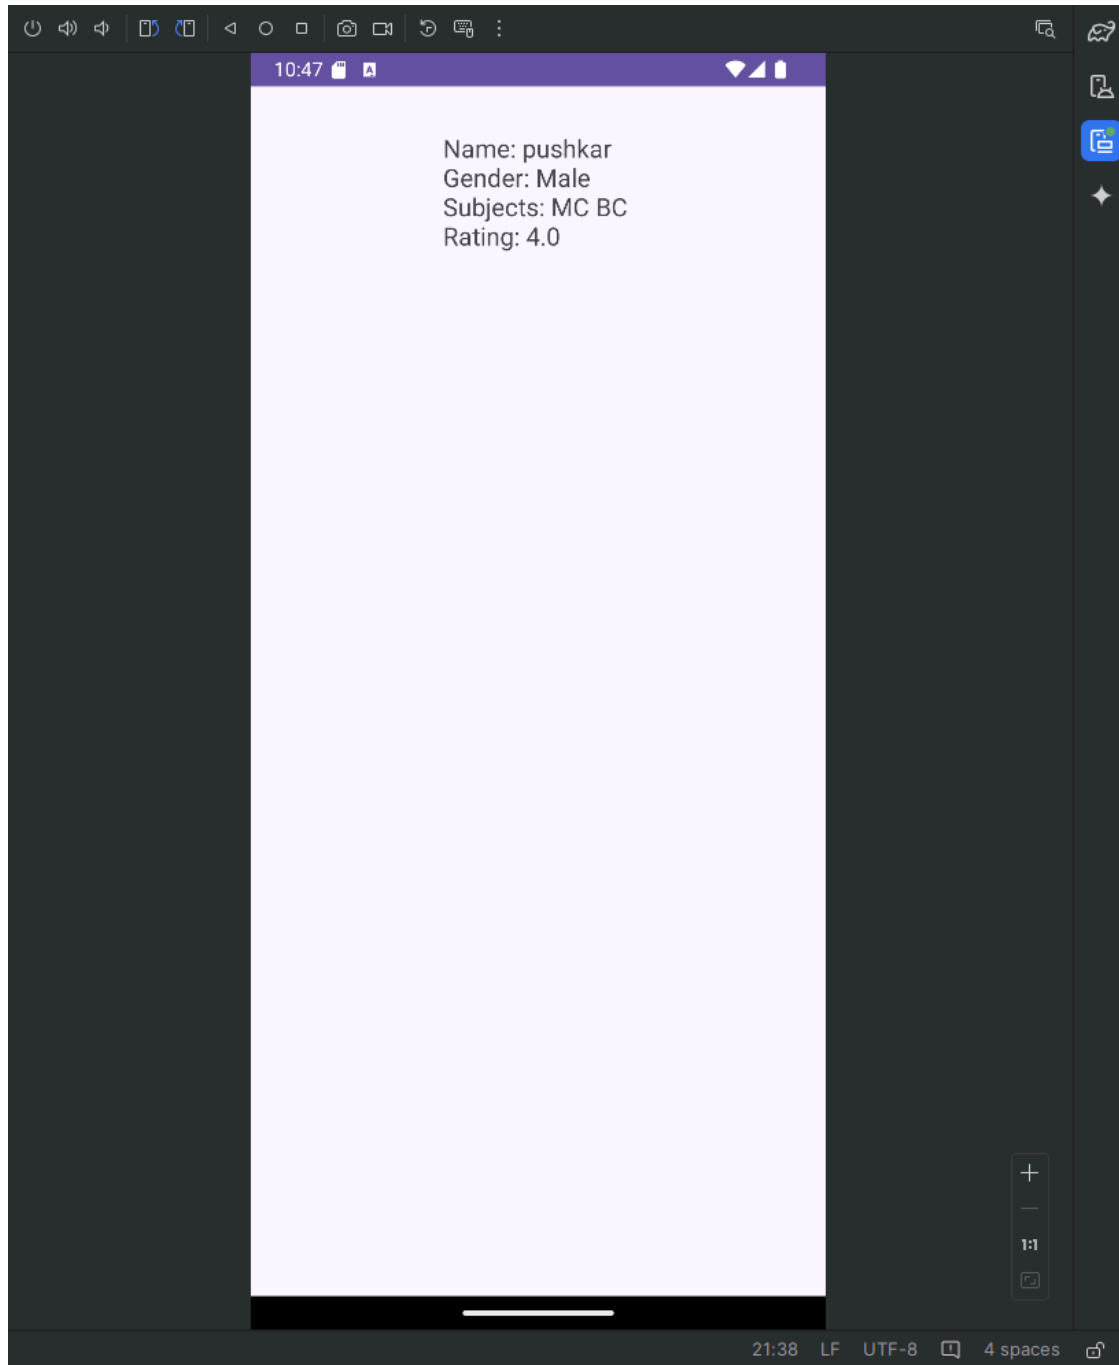 10:47
Name: pushkar
Gender: Male
Subjects: MC BC
Rating: 4.0
1:1
21:38 LF UTF-8 4 spaces